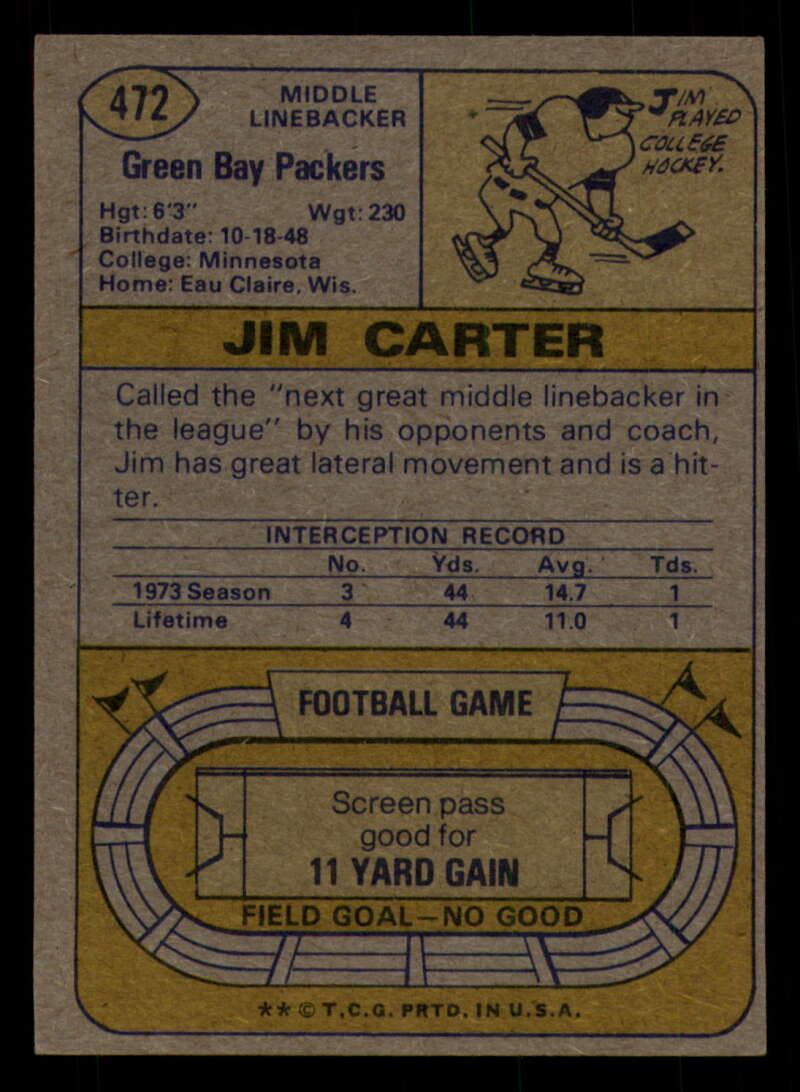 472
MIDDLE
LINEBACKER
Green Bay Packers
Hgt: 6'3" Wgt: 230
Birthdate: 10-18-48
College: Minnesota
Home: Eau Claire, Wis.
JIM
PLAYED
COLLEGE
HOCKEY.
JIM CARTER
Called the "next great middle linebacker in
the league" by his opponents and coach,
Jim has great lateral movement and is a hit-
ter.
INTERCEPTION RECORD
No. Yds. Avg. Tds.
1973 Season 3 44 14.7 1
Lifetime 4 44 11.0 1
FOOTBALL GAME
Screen pass
good for
11 YARD GAIN
FIELD GOAL—NO GOOD
** © T.C.G. PRTD. IN U.S.A.